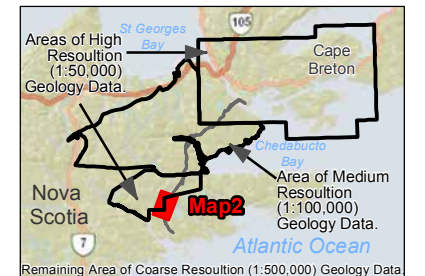 St Georges
Bay
105
Areas of High
Resoultion
(1:50,000)
Geology Data.
Cape
Breton
Chedabucto
Bay
Area of Medium
Resoultion
(1:100,000)
Geology Data.
Nova
Scotia
Map2
7
Atlantic Ocean
Remaining Area of Coarse Resoultion (1:500,000) Geology Data.